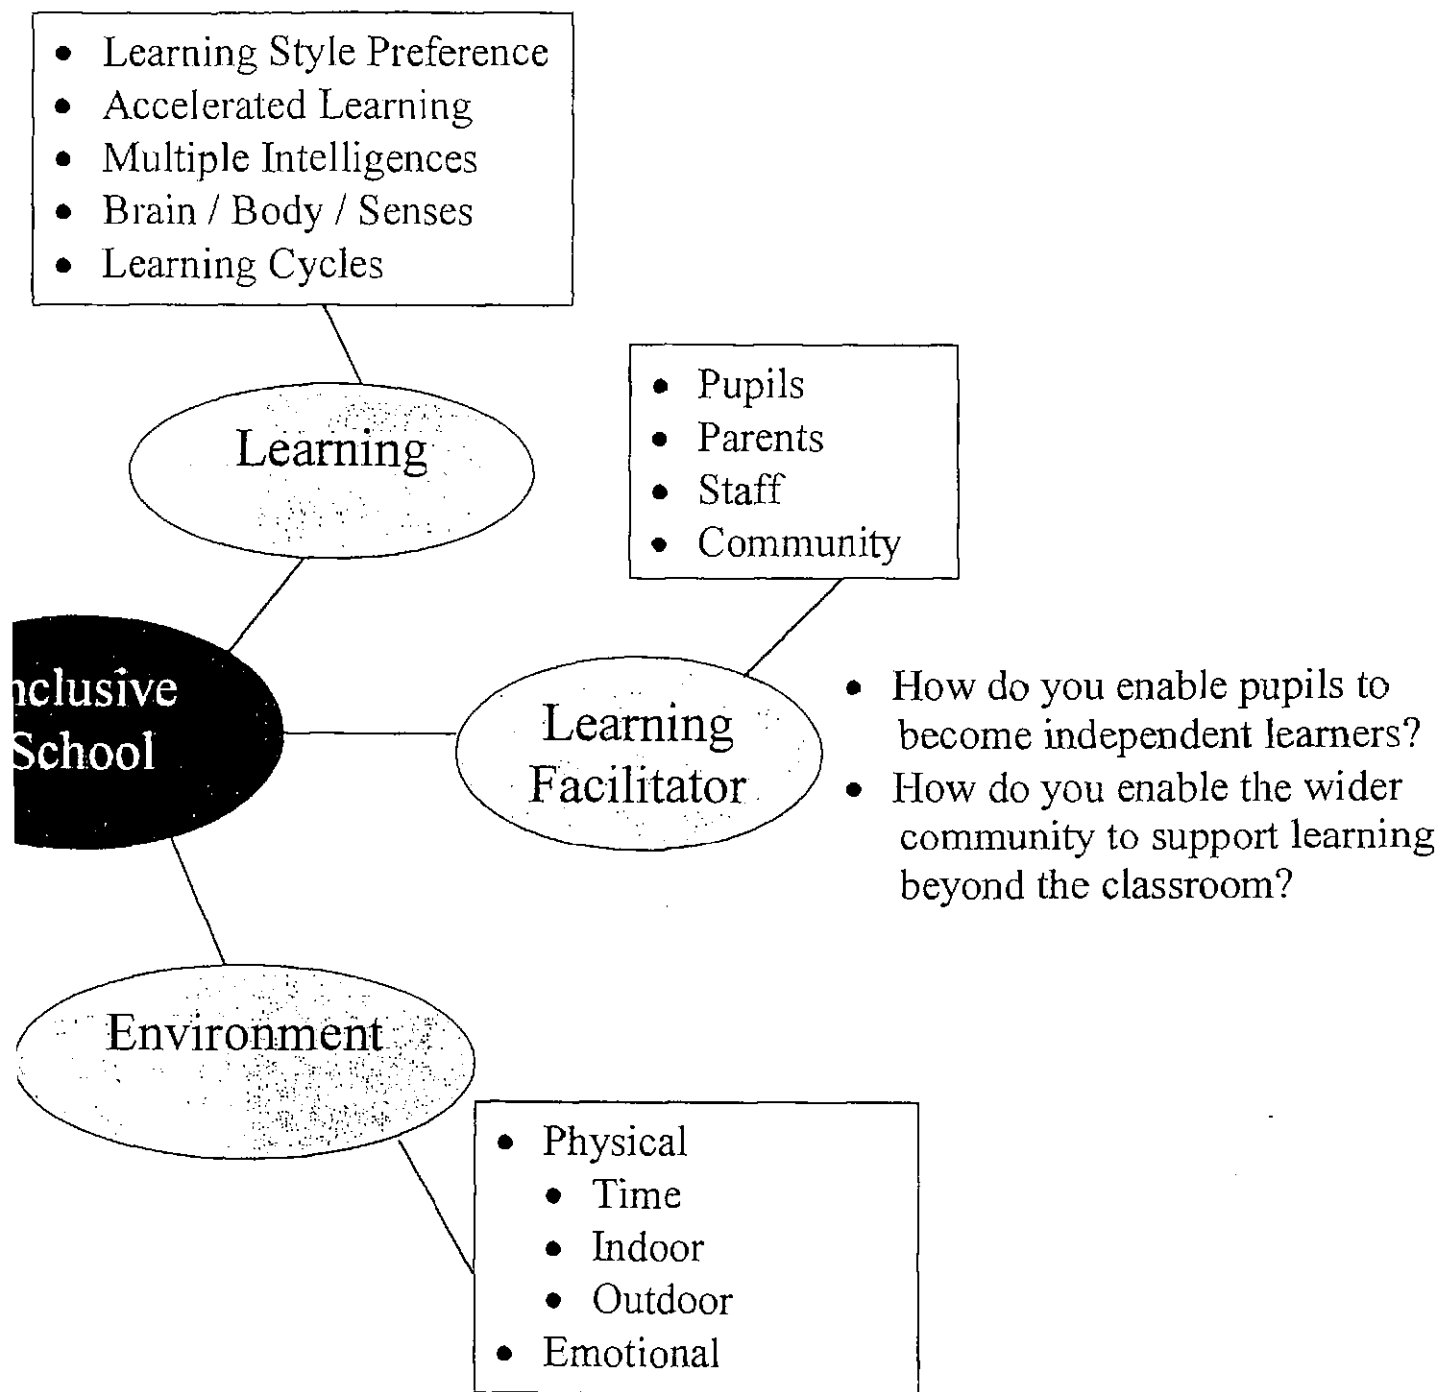 • Learning Style Preference
• Accelerated Learning
• Multiple Intelligences
• Brain / Body / Senses
• Learning Cycles
Learning
• Pupils
• Parents
• Staff
• Community
nclusive
School
Learning
Facilitator
• How do you enable pupils to
become independent learners?
• How do you enable the wider
community to support learning
beyond the classroom?
Environment
• Physical
• Time
• Indoor
• Outdoor
• Emotional